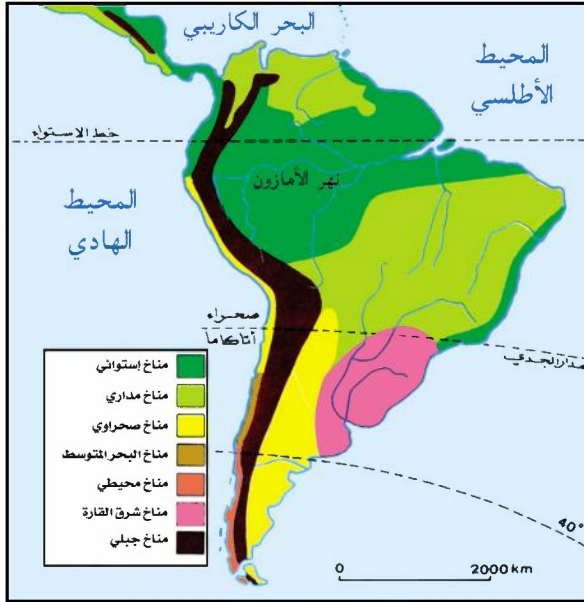 البحر الكاريبي
المحيط
الأطلسي
خط الاستواء
نهر الأمازون
المحيط
الهادي
صحراء
أتاكاما
مدار الجدي
مناخ إستوائي
مناخ مداري
مناخ صحراوي
مناخ البحر المتوسط
مناخ محيطي
مناخ شرق القارة
مناخ جبلي
40°
0
2000 km